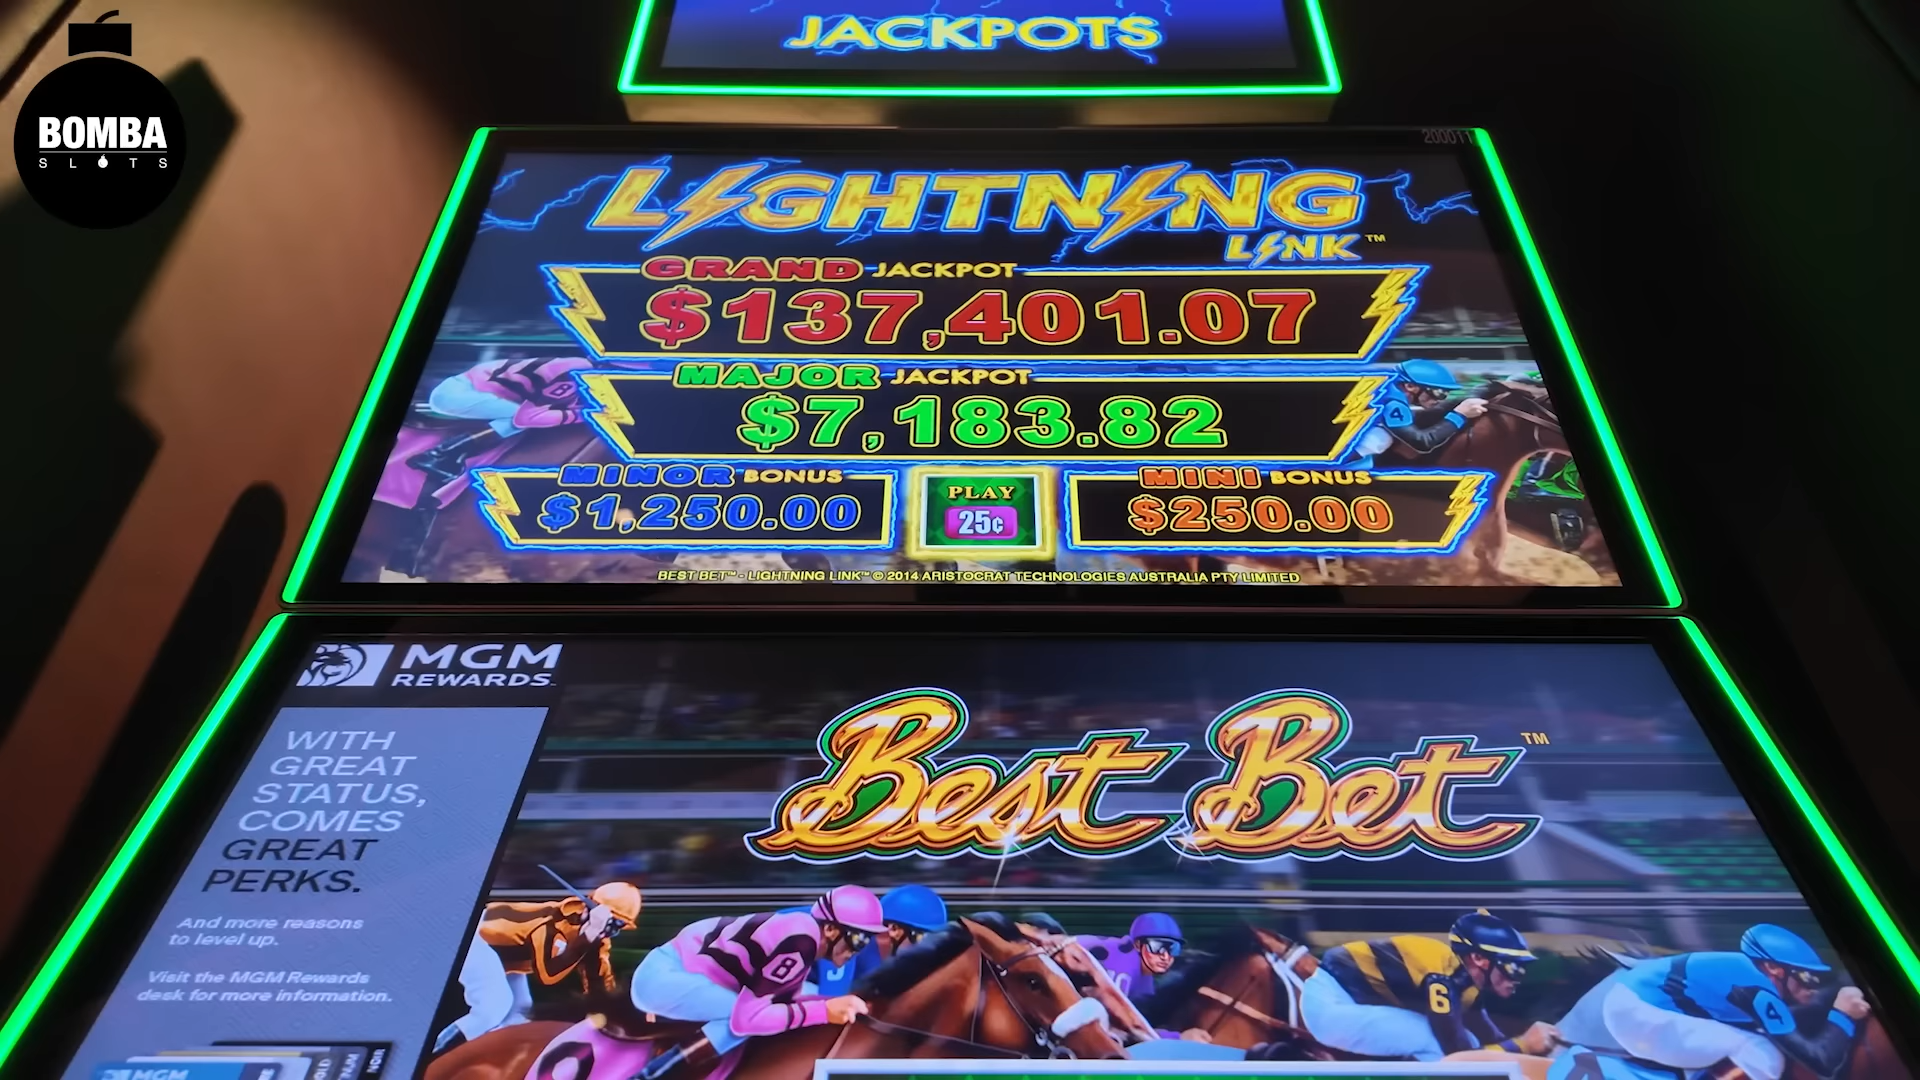 JACKPOTS
BOMBA
SLOTS
LIGHTNING
LINK™
GRAND JACKPOT
$137,401.07
MAJOR JACKPOT
$7,183.82
MINOR BONUS
$1,250.00
PLAY
25¢
MINI BONUS
$250.00
8
4
BEST BET™ - LIGHTNING LINK™ © 2014 ARISTOCRAT TECHNOLOGIES AUSTRALIA PTY LIMITED
MGM
REWARDS
WITH
GREAT
STATUS,
COMES
GREAT
PERKS.
And more reasons
to level up.
Visit the MGM Rewards
desk for more information.
MGM
Best Bet™
8
6
4